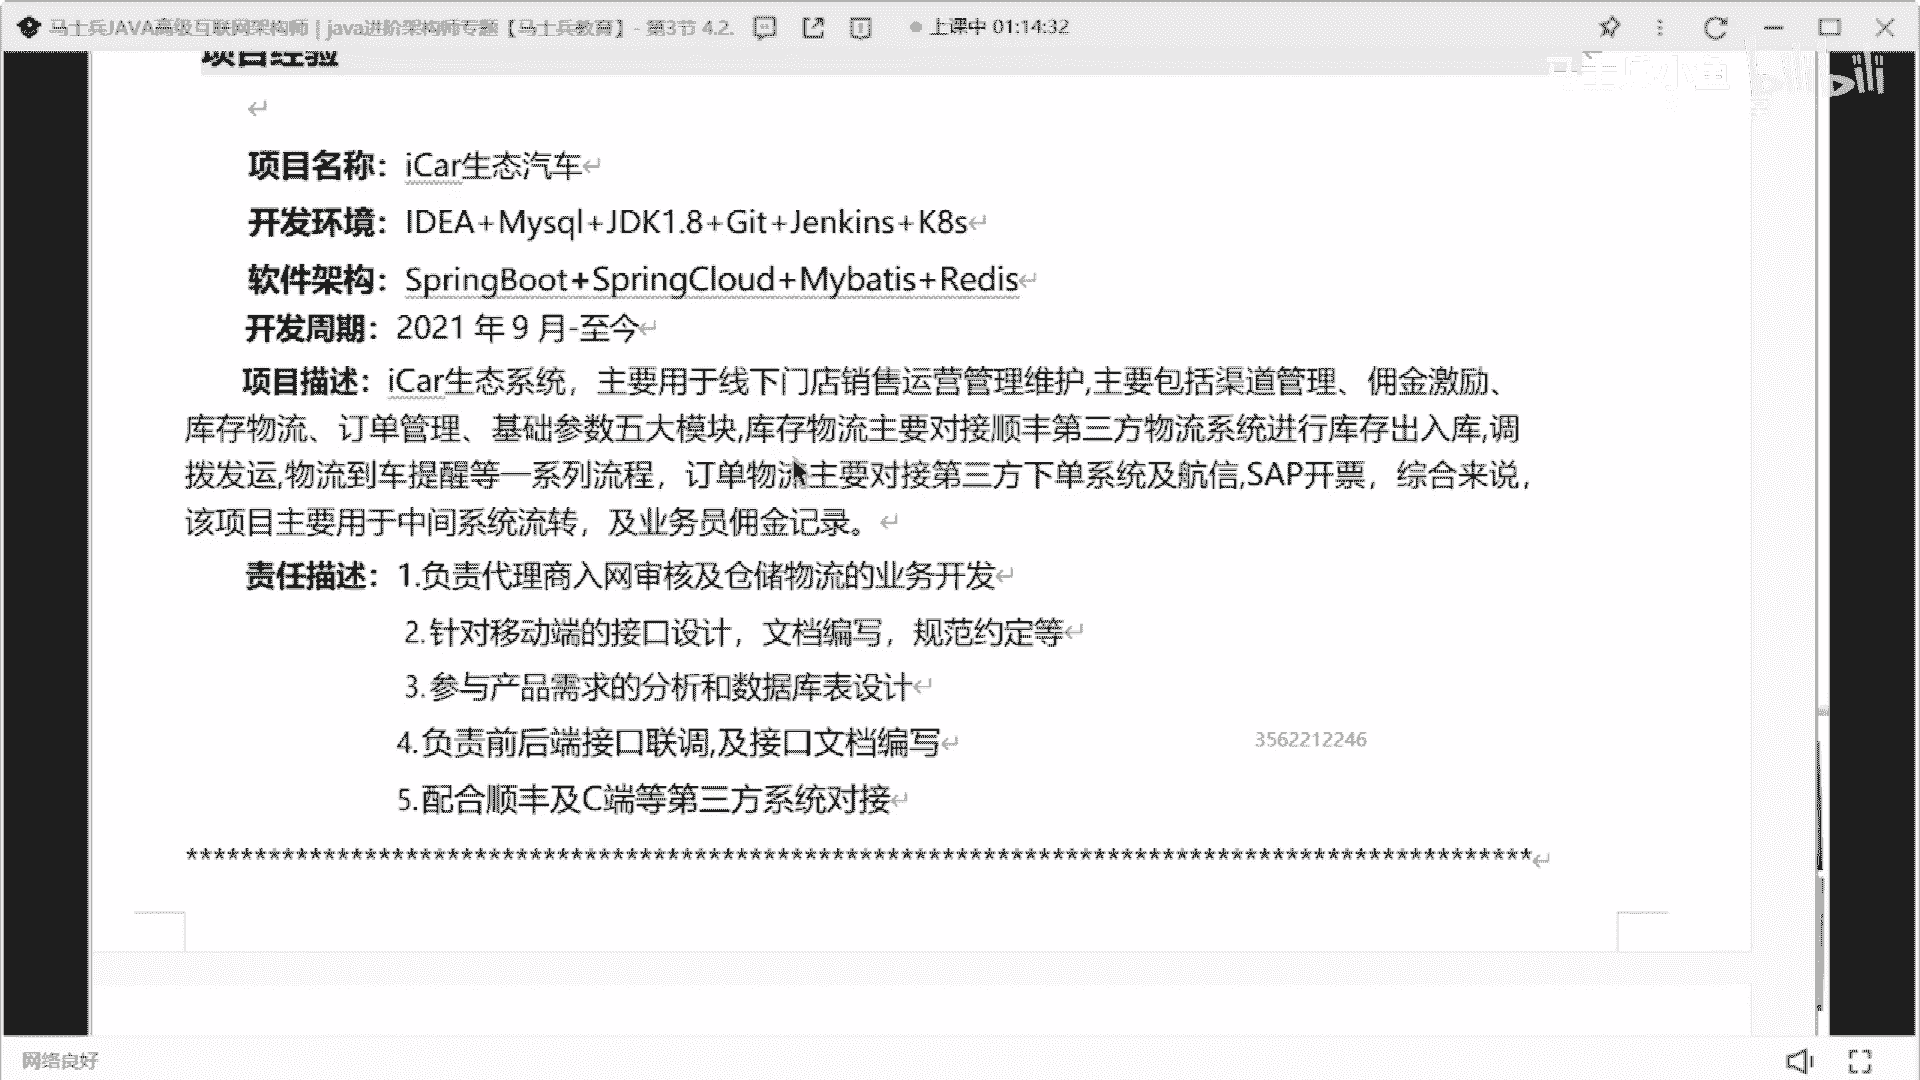 马士兵JAVA高级互联网架构师 | java进阶架构师专题【马士兵教育】 - 第3节 4.2. 上课中 01:14:32
项目经验
马士兵小鱼 bilibili
项目名称：iCar生态汽车
开发环境：IDEA+Mysql+JDK1.8+Git+Jenkins+K8s
软件架构：SpringBoot+SpringCloud+Mybatis+Redis
开发周期：2021 年 9 月-至今
项目描述：iCar生态系统，主要用于线下门店销售运营管理维护,主要包括渠道管理、佣金激励、
库存物流、订单管理、基础参数五大模块,库存物流主要对接顺丰第三方物流系统进行库存出入库,调
拨发运,物流到车提醒等一系列流程，订单物流主要对接第三方下单系统及航信,SAP开票，综合来说，
该项目主要用于中间系统流转，及业务员佣金记录。
责任描述：1.负责代理商入网审核及仓储物流的业务开发
2.针对移动端的接口设计，文档编写，规范约定等
3.参与产品需求的分析和数据库表设计
4.负责前后端接口联调,及接口文档编写
3562212246
5.配合顺丰及C端等第三方系统对接
****************************************************************************************************
网络良好